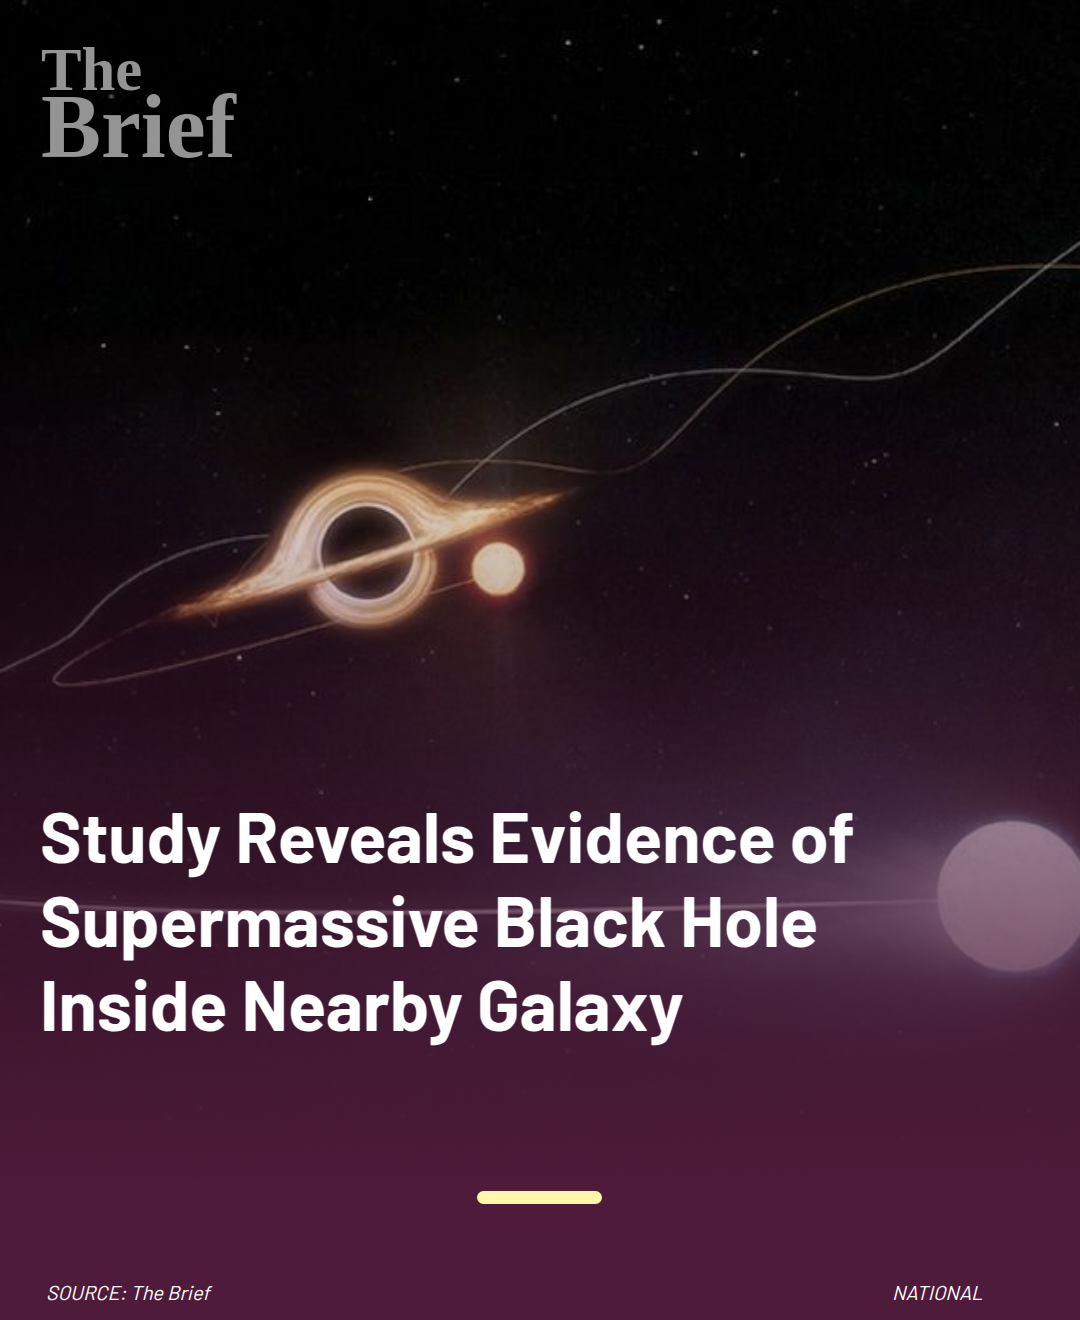 The
Brief
Study Reveals Evidence of
Supermassive Black Hole
Inside Nearby Galaxy
SOURCE: The Brief
NATIONAL